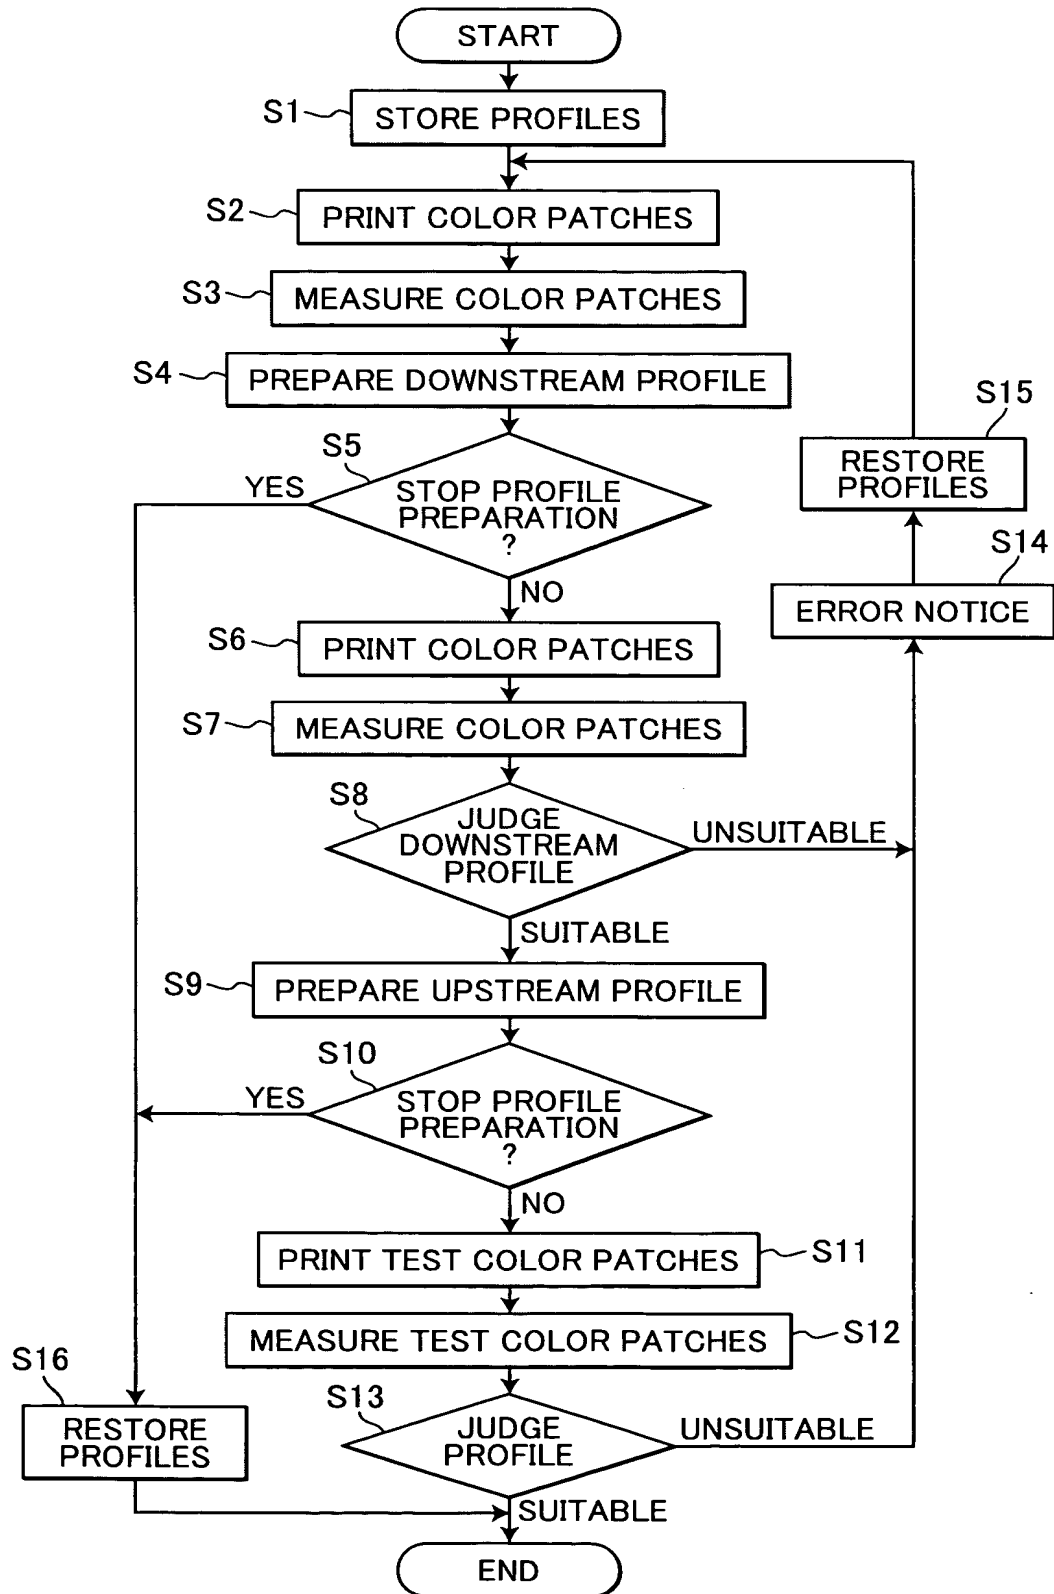 START
S1
STORE PROFILES
S2
PRINT COLOR PATCHES
S3
MEASURE COLOR PATCHES
S4
PREPARE DOWNSTREAM PROFILE
S5
YES
STOP PROFILE
PREPARATION
?
NO
S15
RESTORE
PROFILES
S14
ERROR NOTICE
S6
PRINT COLOR PATCHES
S7
MEASURE COLOR PATCHES
S8
JUDGE
DOWNSTREAM
PROFILE
UNSUITABLE
SUITABLE
S9
PREPARE UPSTREAM PROFILE
S10
YES
STOP PROFILE
PREPARATION
?
NO
PRINT TEST COLOR PATCHES
S11
MEASURE TEST COLOR PATCHES
S12
S16
RESTORE
PROFILES
S13
JUDGE
PROFILE
UNSUITABLE
SUITABLE
END